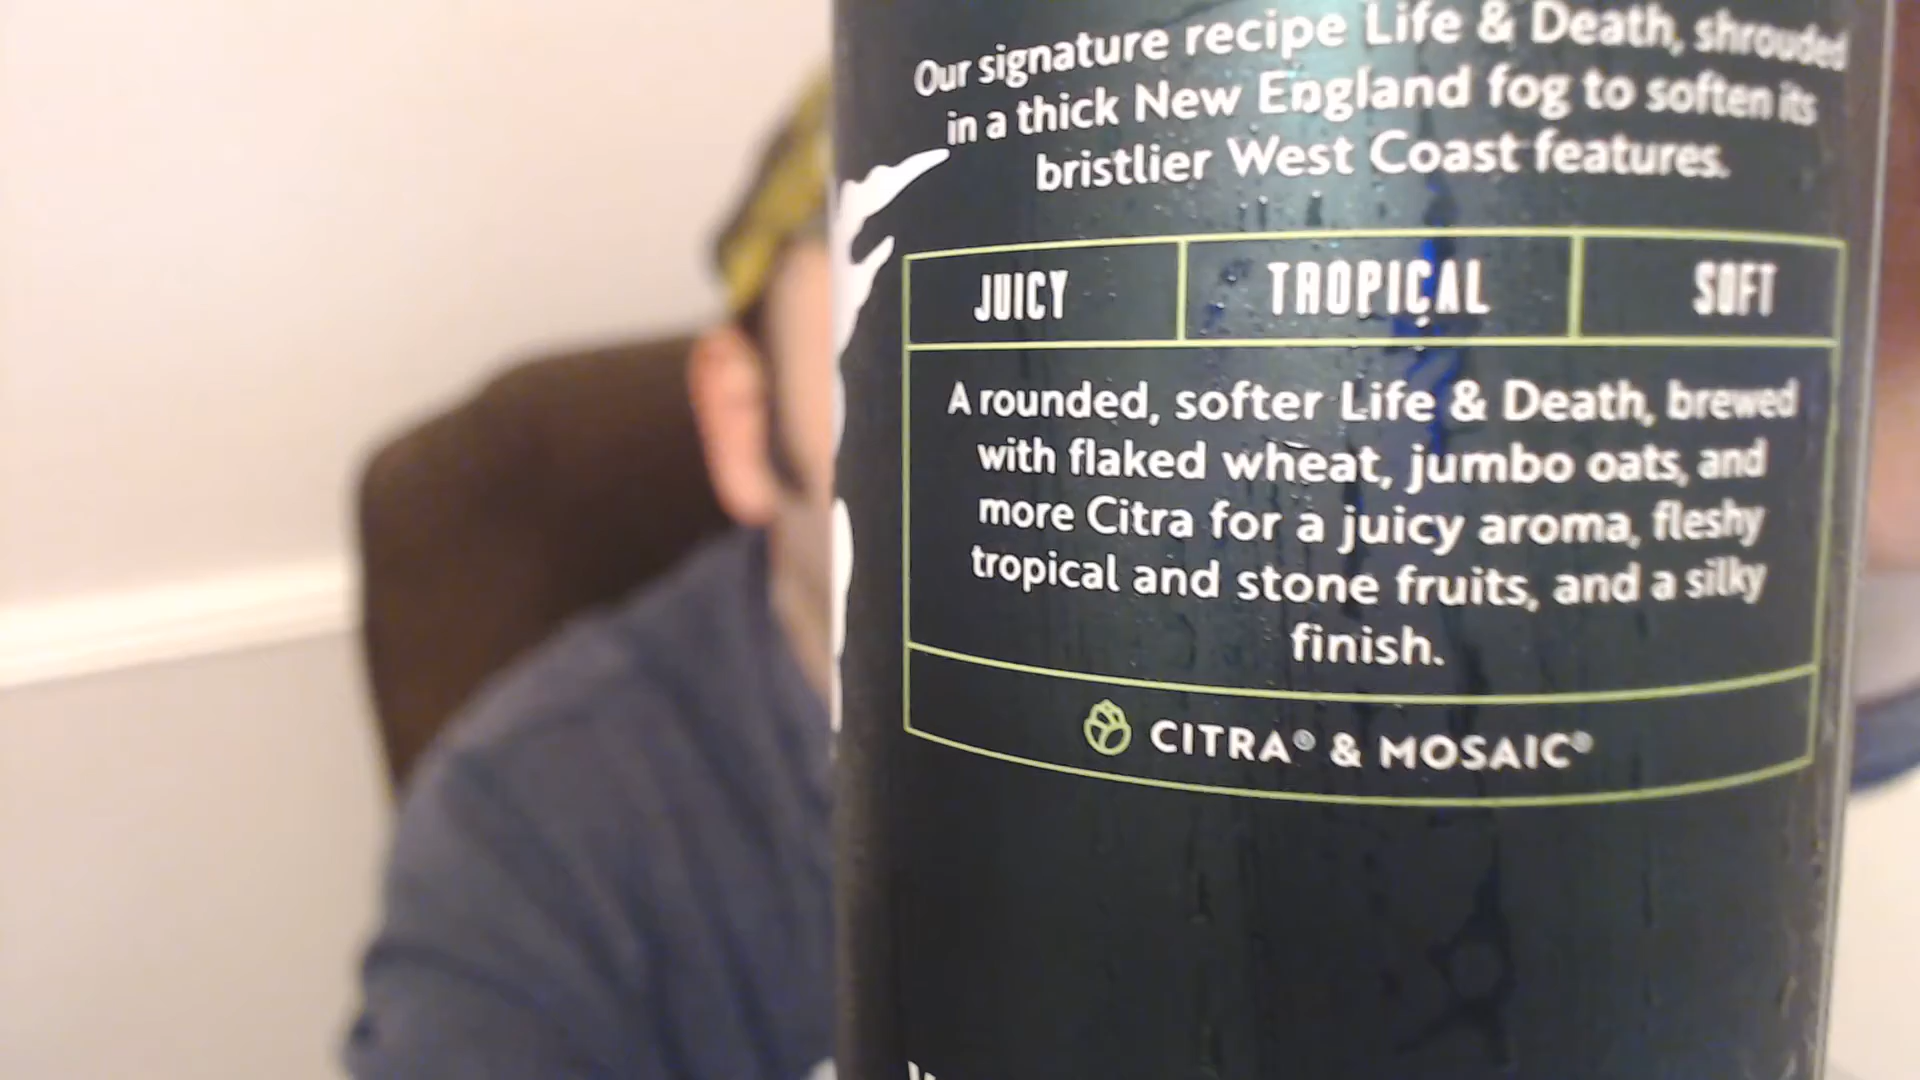 Our signature recipe Life & Death, shrouded
in a thick New England fog to soften its
bristlier West Coast features.
JUICY TROPICAL SOFT
A rounded, softer Life & Death, brewed
with flaked wheat, jumbo oats, and
more Citra for a juicy aroma, fleshy
tropical and stone fruits, and a silky
finish.
CITRA® & MOSAIC®